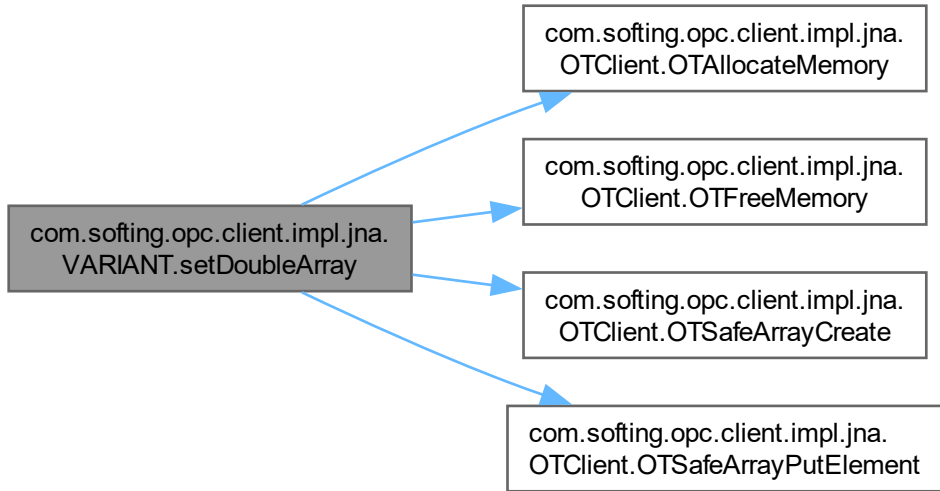 com.softing.opc.client.impl.jna.
OTClient.OTAllocateMemory
com.softing.opc.client.impl.jna.
OTClient.OTFreeMemory
com.softing.opc.client.impl.jna.
VARIANT.setDoubleArray
com.softing.opc.client.impl.jna.
OTClient.OTSafeArrayCreate
com.softing.opc.client.impl.jna.
OTClient.OTSafeArrayPutElement